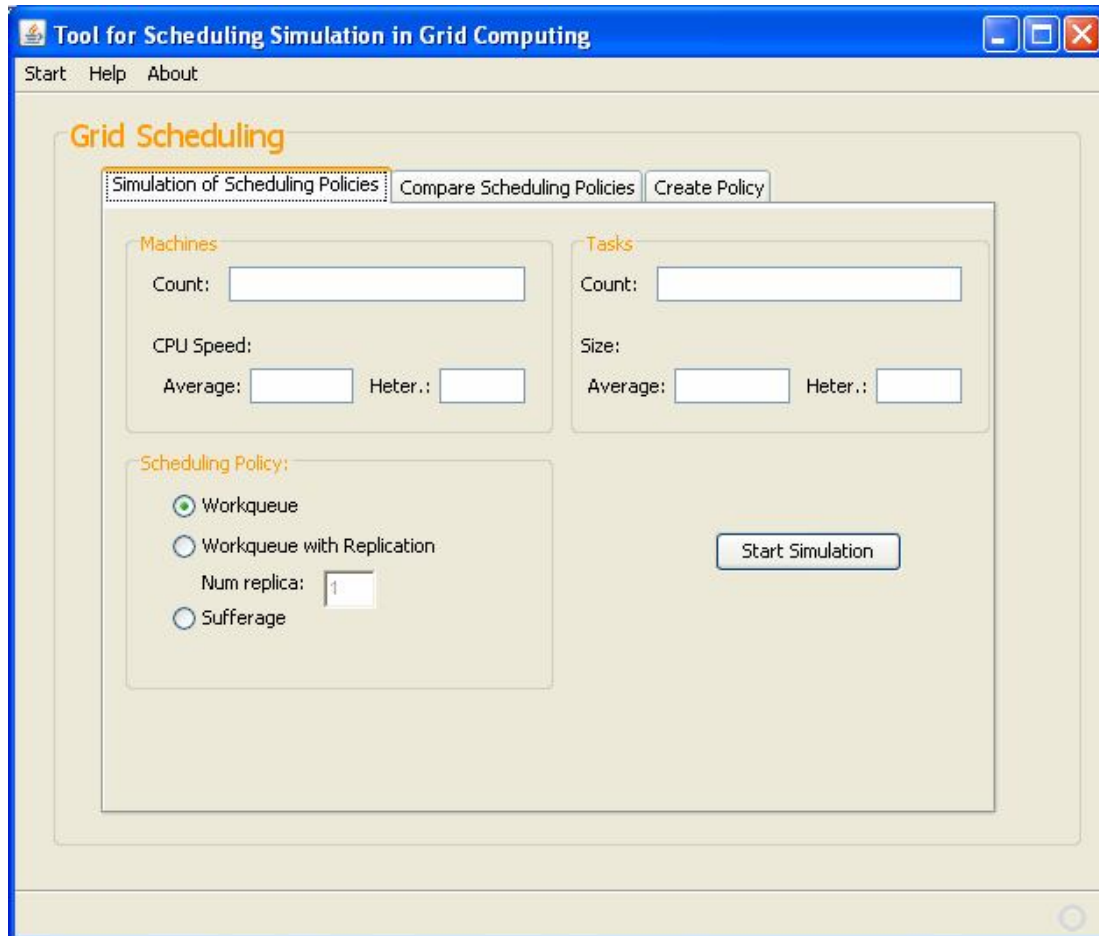 Tool for Scheduling Simulation in Grid Computing
Start Help About
Grid Scheduling
Simulation of Scheduling Policies Compare Scheduling Policies Create Policy
Machines
Count:
CPU Speed:
Average: Heter.:
Tasks
Count:
Size:
Average: Heter.:
Scheduling Policy:
Workqueue
Workqueue with Replication
Num replica: 1
Sufferage
Start Simulation